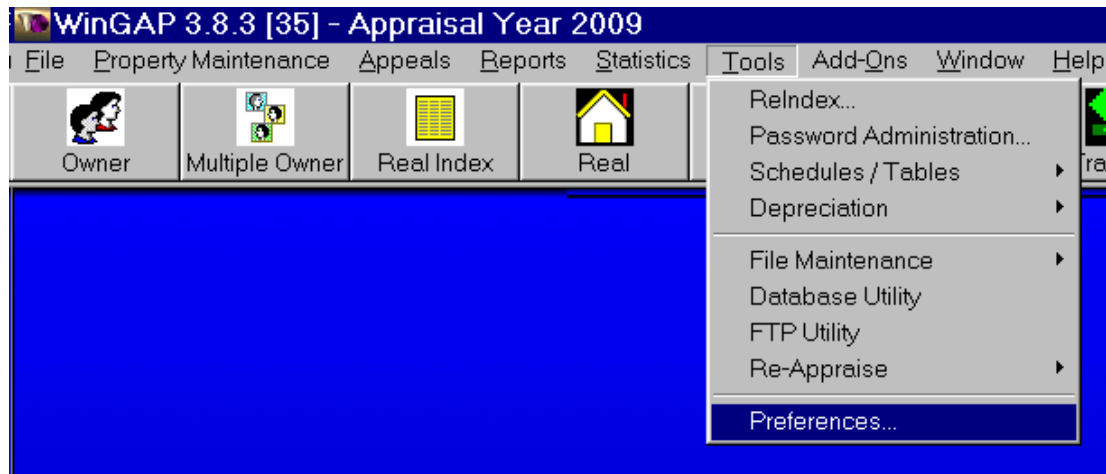 WinGAP 3.8.3 [35] - Appraisal Year 2009
File Property Maintenance Appeals Reports Statistics Tools Add-Ons Window Help
Owner Multiple Owner Real Index Real
ReIndex...
Password Administration...
Schedules / Tables
Depreciation
File Maintenance
Database Utility
FTP Utility
Re-Appraise
Preferences...